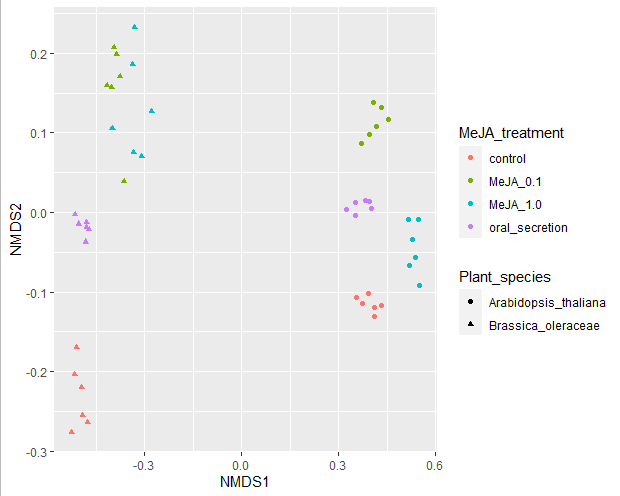 0.2
0.1
0.0
-0.1
-0.2
-0.3
NMDS2
-0.3
0.0
0.3
0.6
NMDS1
MeJA_treatment
control
MeJA_0.1
MeJA_1.0
oral_secretion
Plant_species
Arabidopsis_thaliana
Brassica_oleraceae